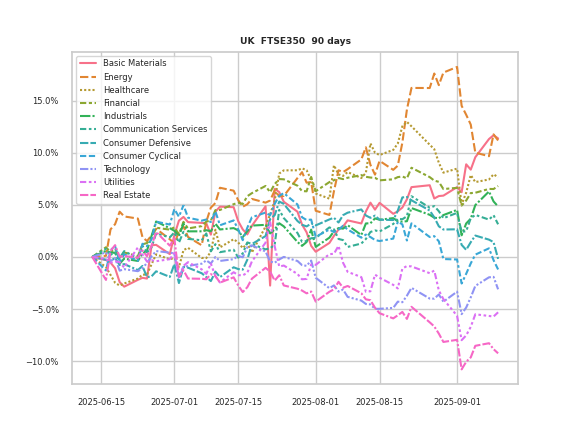 UK  FTSE350  90 days
Basic Materials
Energy
Healthcare
Financial
Industrials
Communication Services
Consumer Defensive
Consumer Cyclical
Technology
Utilities
Real Estate
15.0%
10.0%
5.0%
0.0%
−5.0%
−10.0%
2025-06-15
2025-07-01
2025-07-15
2025-08-01
2025-08-15
2025-09-01